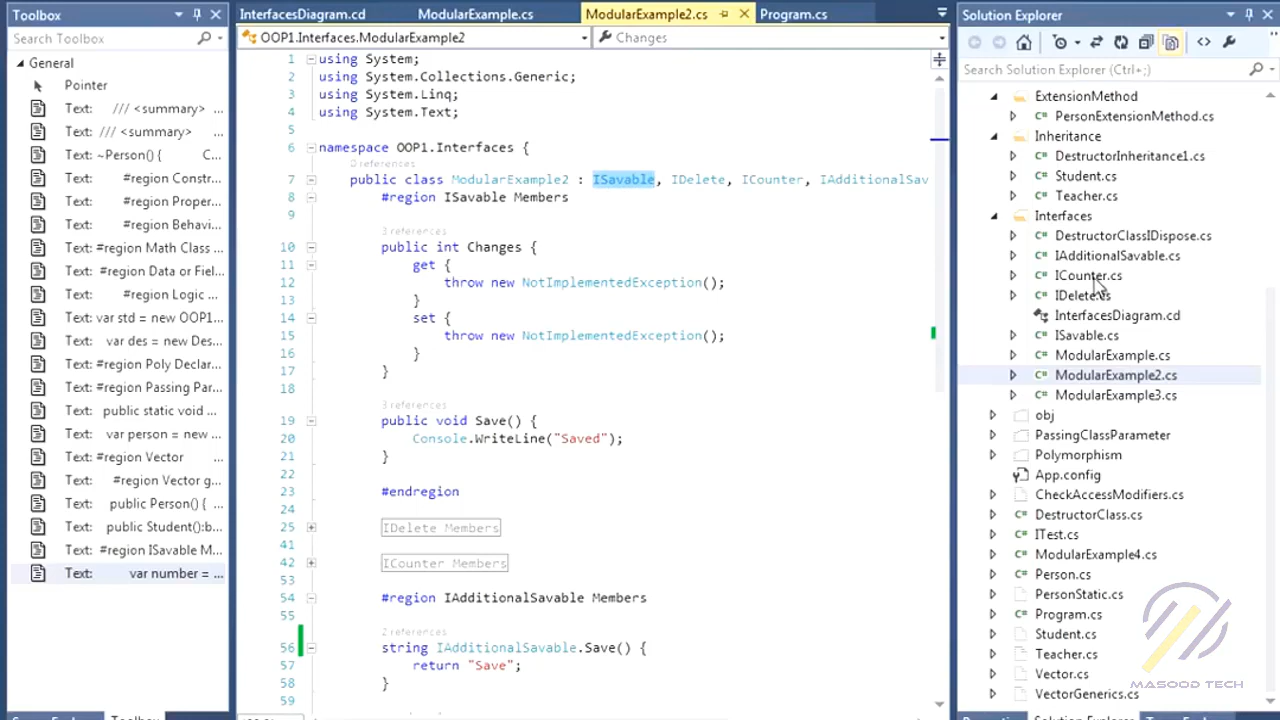 Toolbox
Search Toolbox
General
Pointer
Text: /// <summary> ...
Text: /// <summary> ...
Text: ~Person() { C...
Text: #region Constr...
Text: #region Proper...
Text: #region Behavi...
Text: #region Math Class ...
Text: #region Data or Fiel...
Text: #region Logic ...
Text: var std = new OOP1...
Text: var des = new Des...
Text: #region Poly Declar...
Text: #region Passing Par...
Text: public static void ...
Text: var person = new ...
Text: #region Vector
Text: #region Vector g...
Text: public Person() { ...
Text: public Student():b...
Text: #region ISavable M...
Text: var number = ...
InterfacesDiagram.cd
ModularExample.cs
ModularExample2.cs
Program.cs
OOP1.Interfaces.ModularExample2
Changes
1 using System;
2 using System.Collections.Generic;
3 using System.Linq;
4 using System.Text;
5
6 namespace OOP1.Interfaces {
0 references
7 public class ModularExample2 : ISavable, IDelete, ICounter, IAdditionalSav
8 #region ISavable Members
9
3 references
10 public int Changes {
11 get {
12 throw new NotImplementedException();
13 }
14 set {
15 throw new NotImplementedException();
16 }
17 }
18
3 references
19 public void Save() {
20 Console.WriteLine("Saved");
21 }
22
23 #endregion
24
25 IDelete Members
41
42 ICounter Members
53
54 #region IAdditionalSavable Members
55
2 references
56 string IAdditionalSavable.Save() {
57 return "Save";
58 }
59
Solution Explorer
Search Solution Explorer (Ctrl+;)
ExtensionMethod
PersonExtensionMethod.cs
Inheritance
DestructorInheritance1.cs
Student.cs
Teacher.cs
Interfaces
DestructorClassIDispose.cs
IAdditionalSavable.cs
ICounter.cs
IDelete.cs
InterfacesDiagram.cd
ISavable.cs
ModularExample.cs
ModularExample2.cs
ModularExample3.cs
obj
PassingClassParameter
Polymorphism
App.config
CheckAccessModifiers.cs
DestructorClass.cs
ITest.cs
ModularExample4.cs
Person.cs
PersonStatic.cs
Program.cs
Student.cs
Teacher.cs
Vector.cs
VectorGenerics.cs
MASOOD TECH